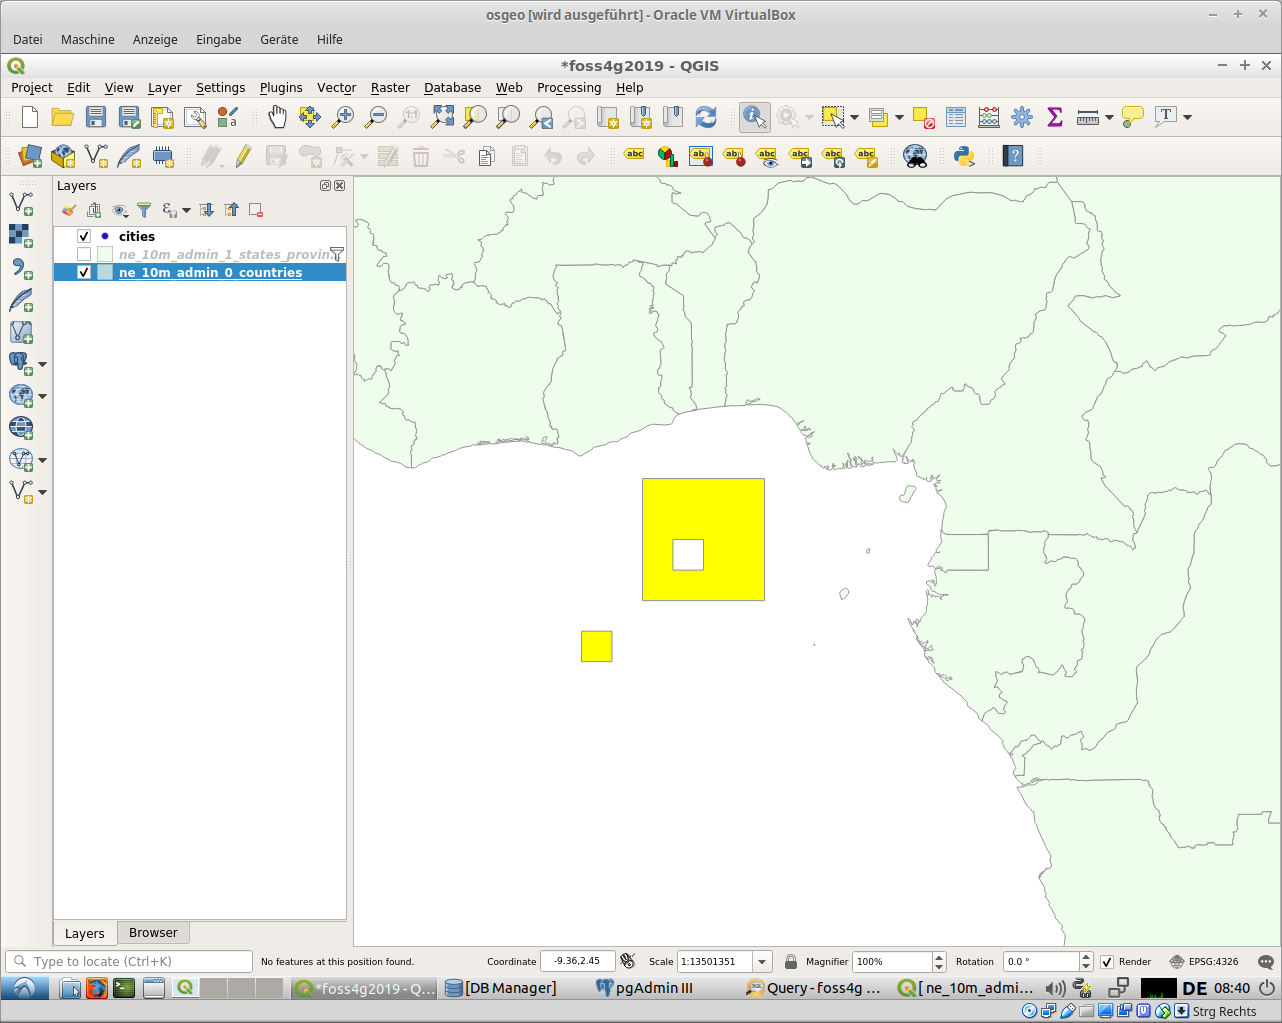 osgeo [wird ausgeführt] - Oracle VM VirtualBox
Datei Maschine Anzeige Eingabe Geräte Hilfe
*foss4g2019 - QGIS
Project Edit View Layer Settings Plugins Vector Raster Database Web Processing Help
Layers
cities
ne_10m_admin_1_states_provin…
ne_10m_admin_0_countries
Layers Browser
Type to locate (Ctrl+K) No features at this position found. Coordinate -9.36,2.45 Scale 1:13501351 Magnifier 100% Rotation 0.0 ° Render EPSG:4326
*foss4g2019 - Q... [DB Manager] pgAdmin III Query - foss4g ... [ ne_10m_admi... DE 08:40
Strg Rechts